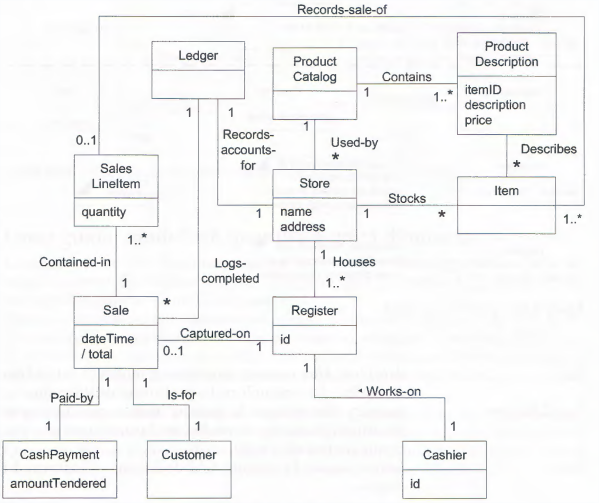 Records-sale-of
Ledger
Product
Catalog
Product
Description
itemID
description
price
Contains
1
1..*
1
1
1
0..1
Records-
accounts-
for
Used-by
*
Describes
*
Sales
LineItem
quantity
Store
name
address
Item
Stocks
1
1
*
1..*
1..*
1
Contained-in
Logs-
completed
Houses
1
*
1..*
Sale
dateTime
/ total
Captured-on
0..1
1
Register
id
1
1
1
Paid-by
Is-for
Works-on
1
1
1
CashPayment
amountTendered
Customer
Cashier
id